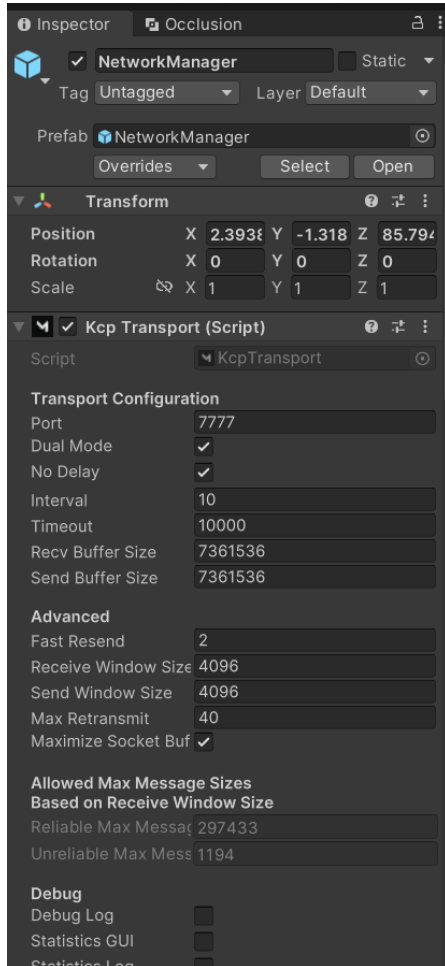 Inspector Occlusion
NetworkManager Static
Tag Untagged Layer Default
Prefab NetworkManager
Overrides Select Open
Transform
Position X 2.3938 Y -1.318 Z 85.794
Rotation X 0 Y 0 Z 0
Scale X 1 Y 1 Z 1
Kcp Transport (Script)
Script KcpTransport
Transport Configuration
Port 7777
Dual Mode
No Delay
Interval 10
Timeout 10000
Recv Buffer Size 7361536
Send Buffer Size 7361536
Advanced
Fast Resend 2
Receive Window Size 4096
Send Window Size 4096
Max Retransmit 40
Maximize Socket Buf
Allowed Max Message Sizes
Based on Receive Window Size
Reliable Max Messag 297433
Unreliable Max Mess 1194
Debug
Debug Log
Statistics GUI
Statistics Log